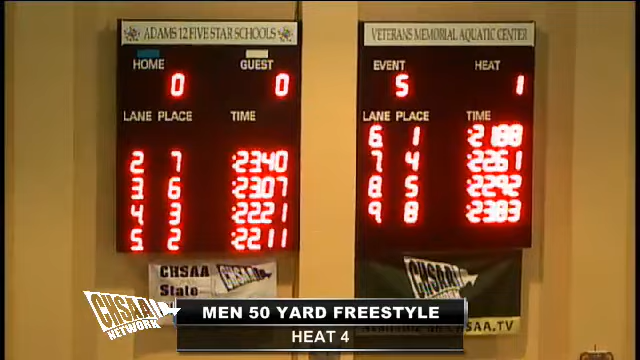 ADAMS 12 FIVE STAR SCHOOLS
HOME GUEST
0 0
LANE PLACE TIME
2 7 :2340
3 6 :2307
4 3 :2221
5 2 :2211
VETERANS MEMORIAL AQUATIC CENTER
EVENT HEAT
5 1
LANE PLACE TIME
6 1 :2188
7 4 :2261
8 5 :2292
9 8 :2383
CHSAA
State
CHSAA
CHSAA.TV
CHSAA
NETWORK
MEN 50 YARD FREESTYLE
HEAT 4